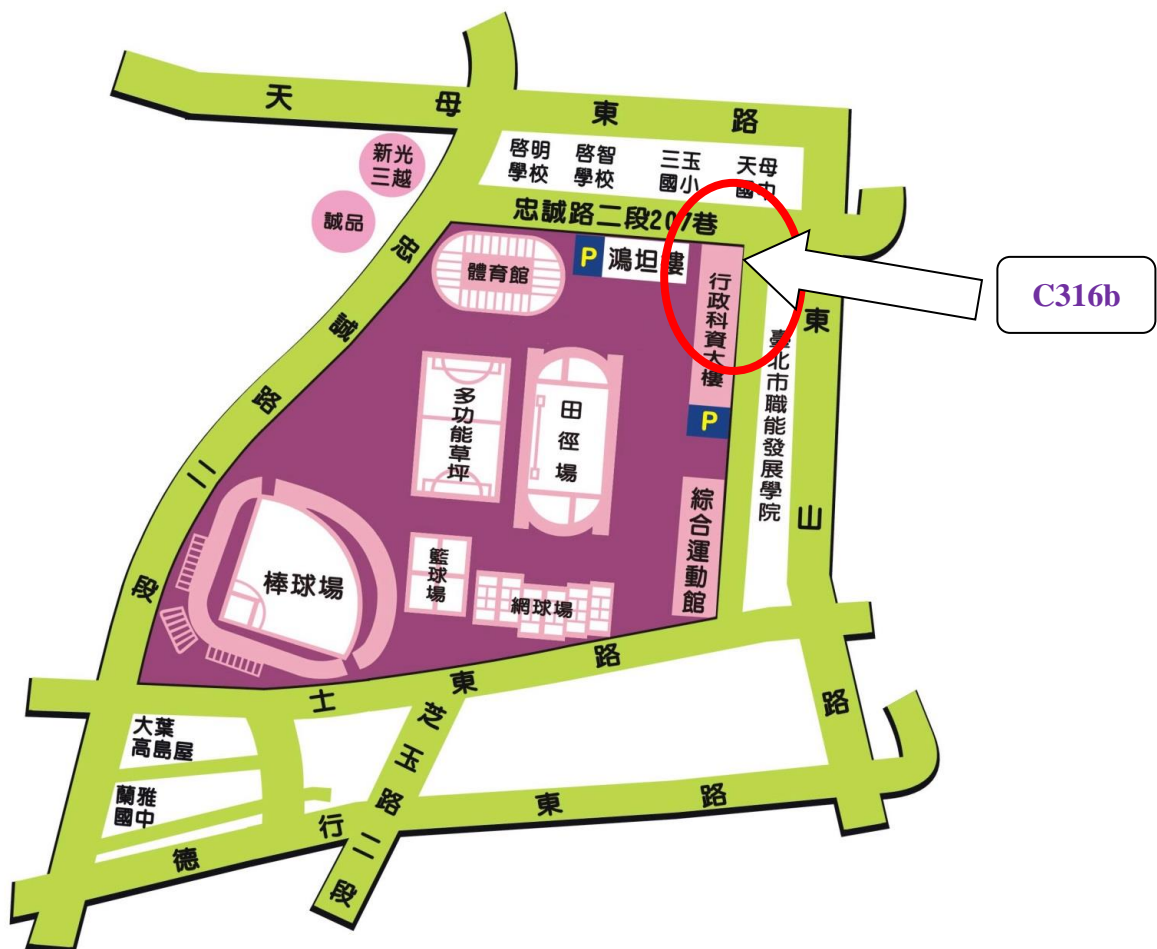 天母東路
新光
三越
誠品
啓明
學校
啓智
學校
三玉
國小
天母
國中
忠誠路二段207巷
忠誠路二段
體育館
P
鴻坦樓
行政科資大樓
P
C316b
東山路
臺北市職能發展學院
多功能草坪
田徑場
綜合運動館
棒球場
籃球場
網球場
士東路
芝玉路二段
大葉
高島屋
蘭雅
國中
德行東路